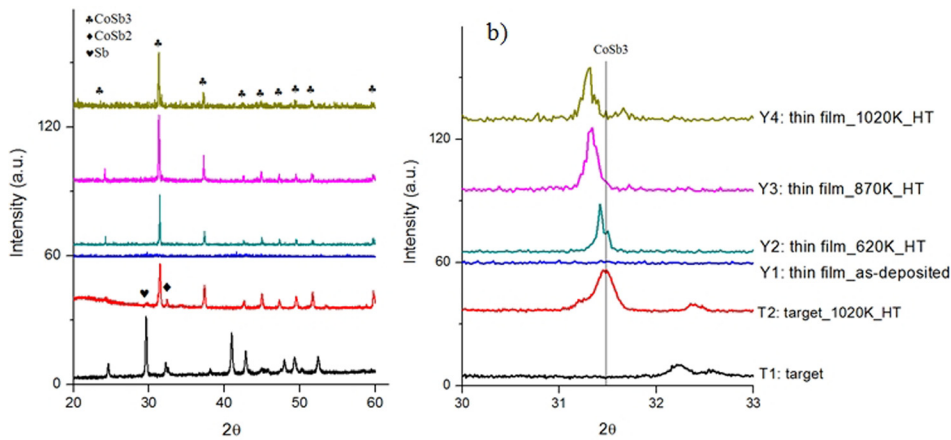 ♣CoSb3
♦CoSb2
♥Sb
♣ ♣ ♣ ♣ ♣ ♣ ♣ ♣ ♣
♥ ♦
120
60
0
Intensity (a.u.)
20 30 40 50 60
2θ
b)
CoSb3
120
60
0
Intensity (a.u.)
30 31 32 33
2θ
Y4: thin film_1020K_HT
Y3: thin film_870K_HT
Y2: thin film_620K_HT
Y1: thin film_as-deposited
T2: target_1020K_HT
T1: target